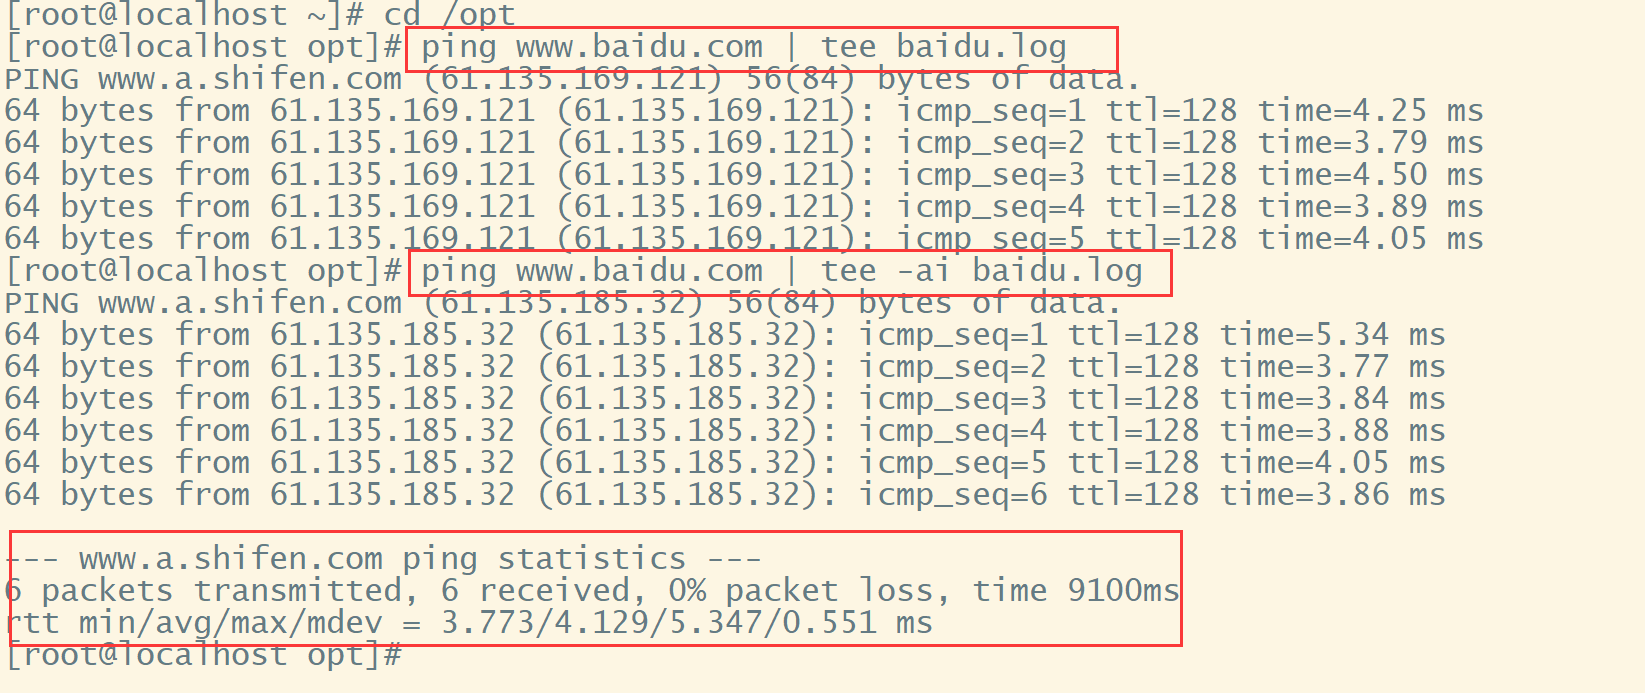 [root@localhost ~]# cd /opt
[root@localhost opt]# ping www.baidu.com | tee baidu.log
PING www.a.shifen.com (61.135.169.121) 56(84) bytes of data.
64 bytes from 61.135.169.121 (61.135.169.121): icmp_seq=1 ttl=128 time=4.25 ms
64 bytes from 61.135.169.121 (61.135.169.121): icmp_seq=2 ttl=128 time=3.79 ms
64 bytes from 61.135.169.121 (61.135.169.121): icmp_seq=3 ttl=128 time=4.50 ms
64 bytes from 61.135.169.121 (61.135.169.121): icmp_seq=4 ttl=128 time=3.89 ms
64 bytes from 61.135.169.121 (61.135.169.121): icmp_seq=5 ttl=128 time=4.05 ms
[root@localhost opt]# ping www.baidu.com | tee -ai baidu.log
PING www.a.shifen.com (61.135.185.32) 56(84) bytes of data.
64 bytes from 61.135.185.32 (61.135.185.32): icmp_seq=1 ttl=128 time=5.34 ms
64 bytes from 61.135.185.32 (61.135.185.32): icmp_seq=2 ttl=128 time=3.77 ms
64 bytes from 61.135.185.32 (61.135.185.32): icmp_seq=3 ttl=128 time=3.84 ms
64 bytes from 61.135.185.32 (61.135.185.32): icmp_seq=4 ttl=128 time=3.88 ms
64 bytes from 61.135.185.32 (61.135.185.32): icmp_seq=5 ttl=128 time=4.05 ms
64 bytes from 61.135.185.32 (61.135.185.32): icmp_seq=6 ttl=128 time=3.86 ms
--- www.a.shifen.com ping statistics ---
6 packets transmitted, 6 received, 0% packet loss, time 9100ms
rtt min/avg/max/mdev = 3.773/4.129/5.347/0.551 ms
[root@localhost opt]#